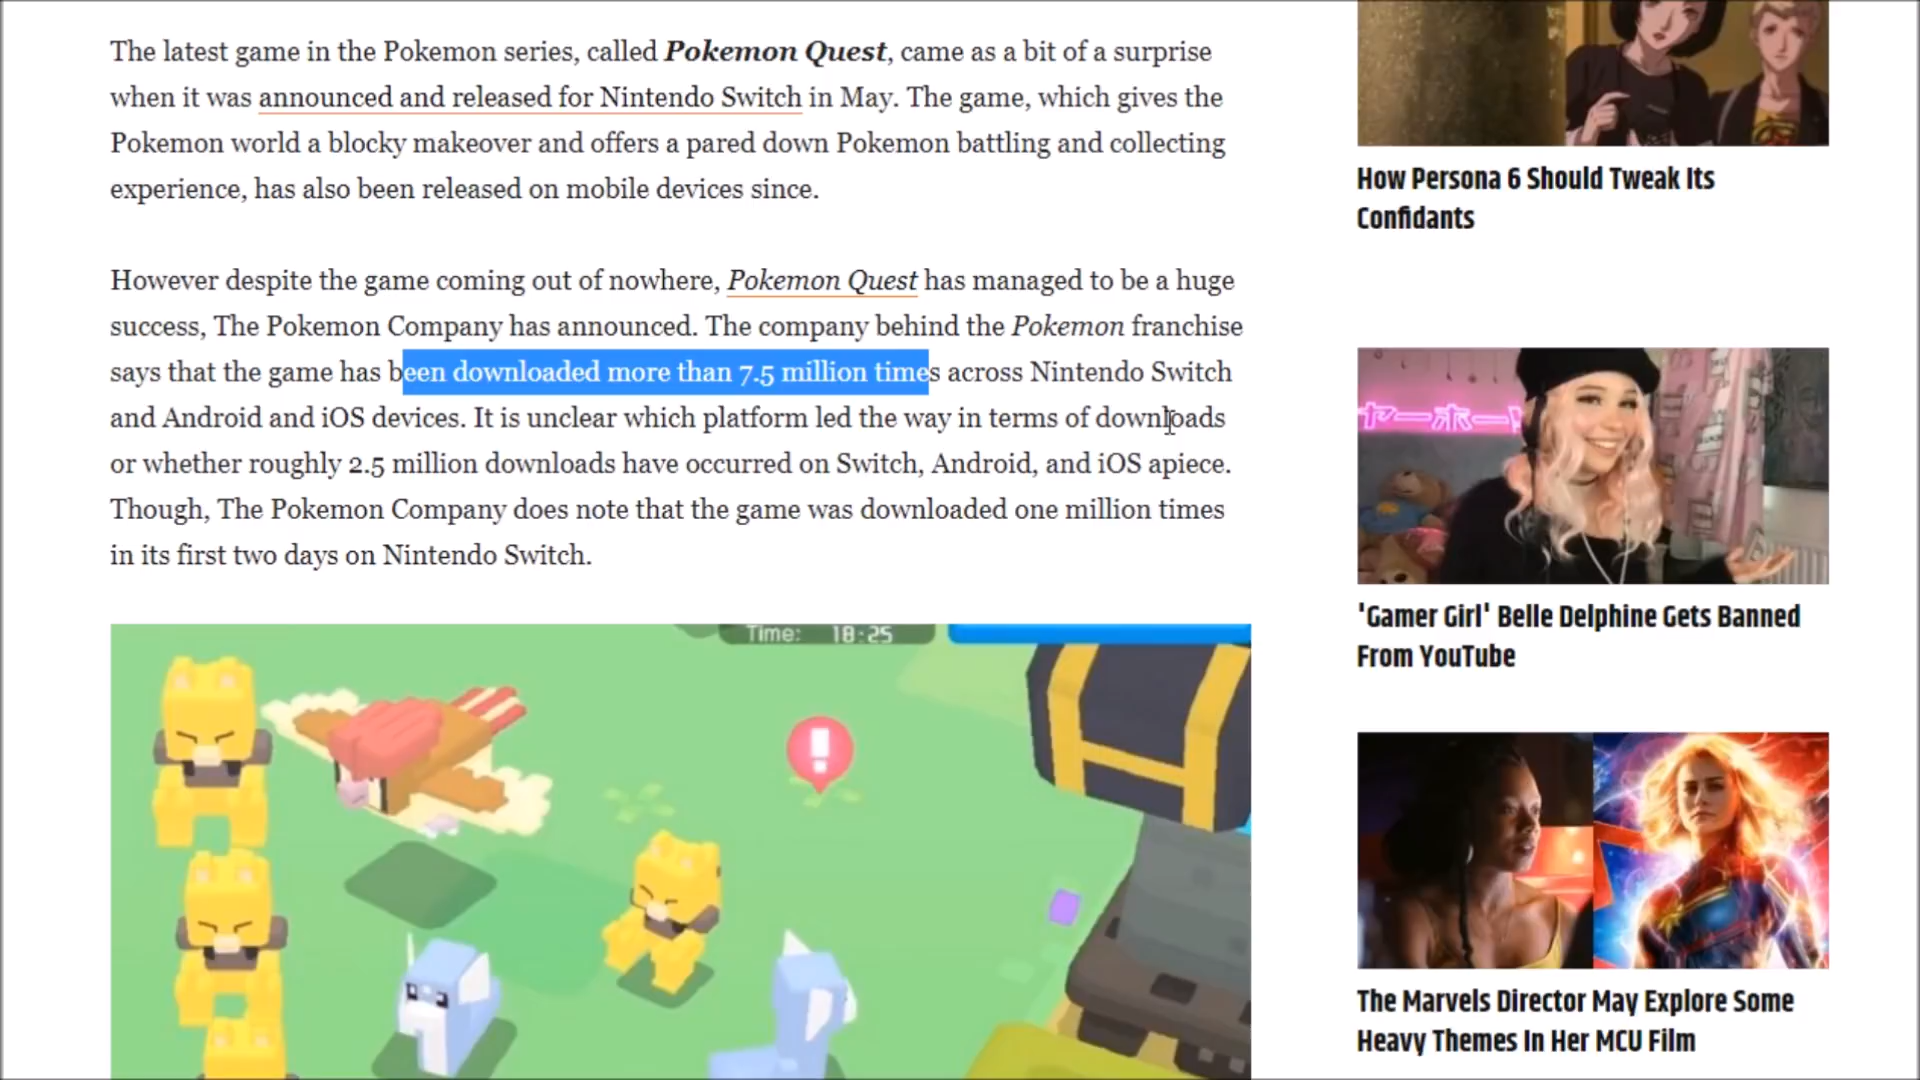 The latest game in the Pokemon series, called Pokemon Quest, came as a bit of a surprise
when it was announced and released for Nintendo Switch in May. The game, which gives the
Pokemon world a blocky makeover and offers a pared down Pokemon battling and collecting
experience, has also been released on mobile devices since.
However despite the game coming out of nowhere, Pokemon Quest has managed to be a huge
success, The Pokemon Company has announced. The company behind the Pokemon franchise
says that the game has been downloaded more than 7.5 million times across Nintendo Switch
and Android and iOS devices. It is unclear which platform led the way in terms of downloads
or whether roughly 2.5 million downloads have occurred on Switch, Android, and iOS apiece.
Though, The Pokemon Company does note that the game was downloaded one million times
in its first two days on Nintendo Switch.
Time: 18:25
!
How Persona 6 Should Tweak Its
Confidants
ヤーホー
'Gamer Girl' Belle Delphine Gets Banned
From YouTube
The Marvels Director May Explore Some
Heavy Themes In Her MCU Film